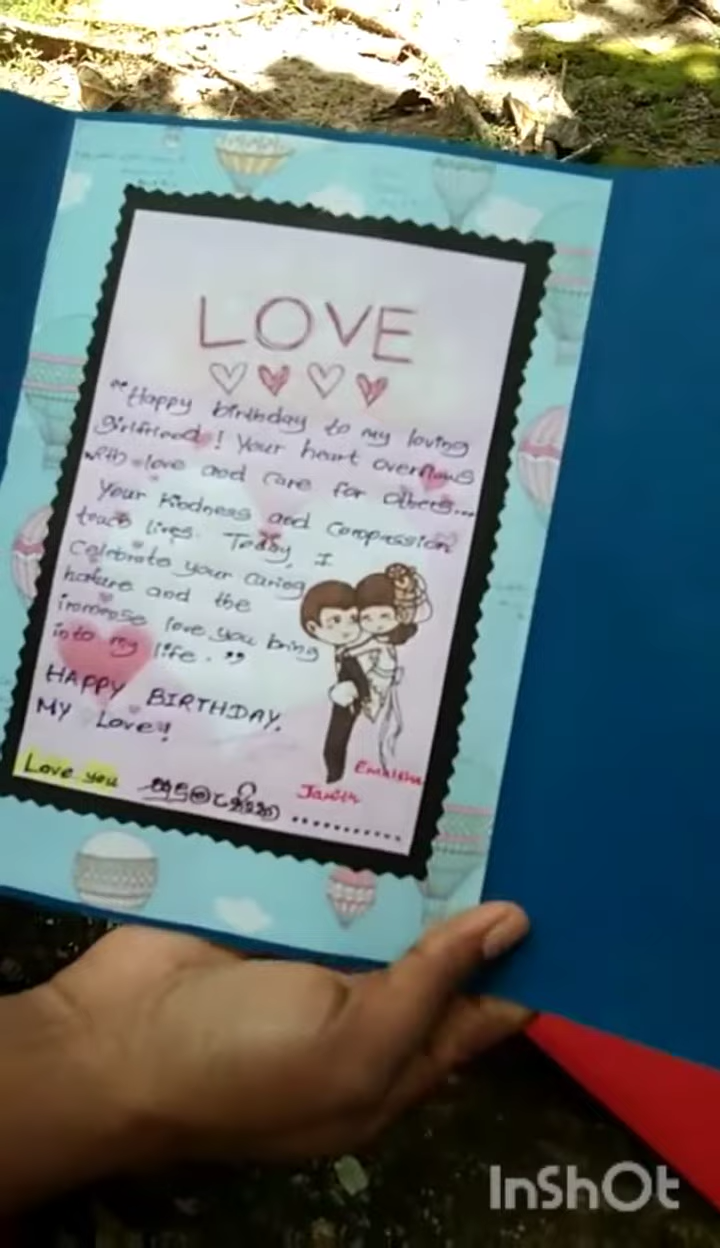 LOVE
"Happy birthday to my loving
girlfriend! Your heart overflows
with love and care for others...
Your kindness and compassion
touch lives. Today, I
Celebrate your caring
nature and the
immense love you bring
into my life."
HAPPY BIRTHDAY,
MY Love!
Love you
Janith
InShOt